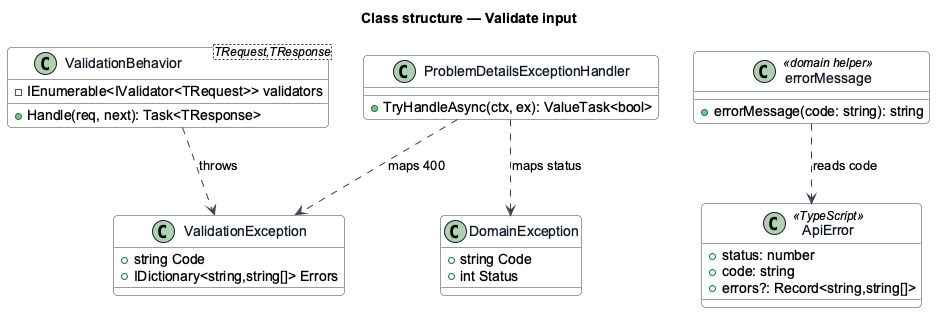 Class structure — Validate input
C ValidationBehavior
TRequest,TResponse
IEnumerable<IValidator<TRequest>> validators
Handle(req, next): Task<TResponse>
C ProblemDetailsExceptionHandler
TryHandleAsync(ctx, ex): ValueTask<bool>
C «domain helper»
errorMessage
errorMessage(code: string): string
throws
maps 400
maps status
reads code
C ValidationException
string Code
IDictionary<string,string[]> Errors
C DomainException
string Code
int Status
C «TypeScript»
ApiError
status: number
code: string
errors?: Record<string,string[]>